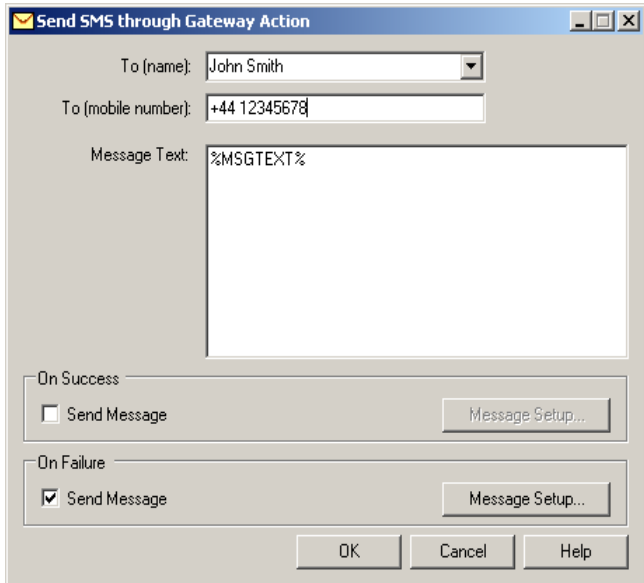 Send SMS through Gateway Action
To (name): John Smith
To (mobile number): +44 12345678
Message Text: %MSGTEXT%
On Success
Send Message Message Setup...
On Failure
Send Message Message Setup...
OK Cancel Help